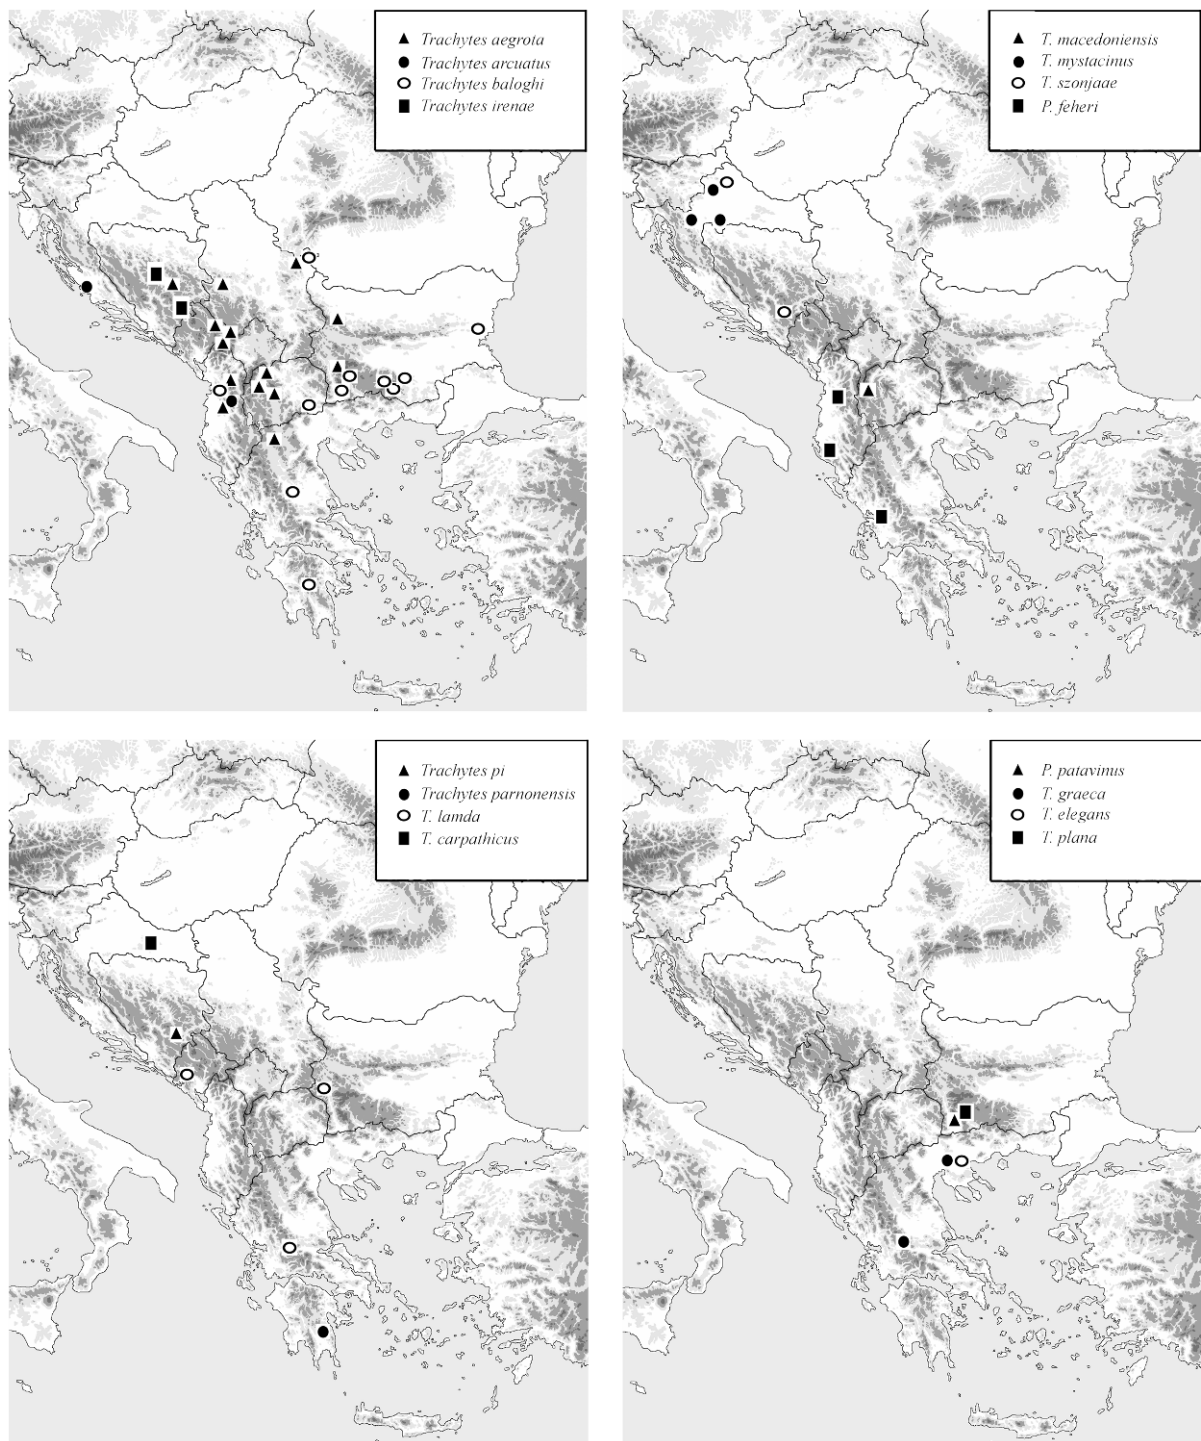 Trachytes aegrota
Trachytes arcuatus
Trachytes baloghi
Trachytes irenae
T. macedoniensis
T. mystacinus
T. szonjaae
P. feheri
Trachytes pi
Trachytes parnonensis
T. lamda
T. carpathicus
P. patavinus
T. graeca
T. elegans
T. plana